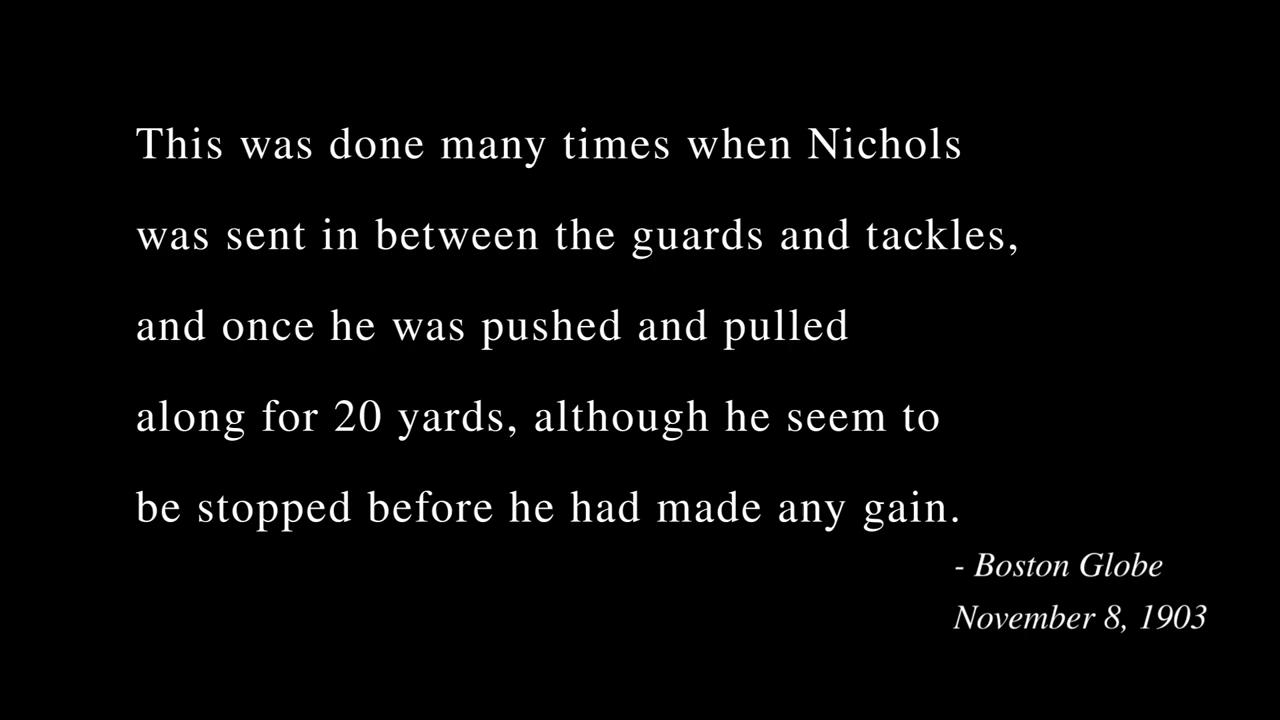 This was done many times when Nichols
was sent in between the guards and tackles,
and once he was pushed and pulled
along for 20 yards, although he seem to
be stopped before he had made any gain.
- Boston Globe
November 8, 1903